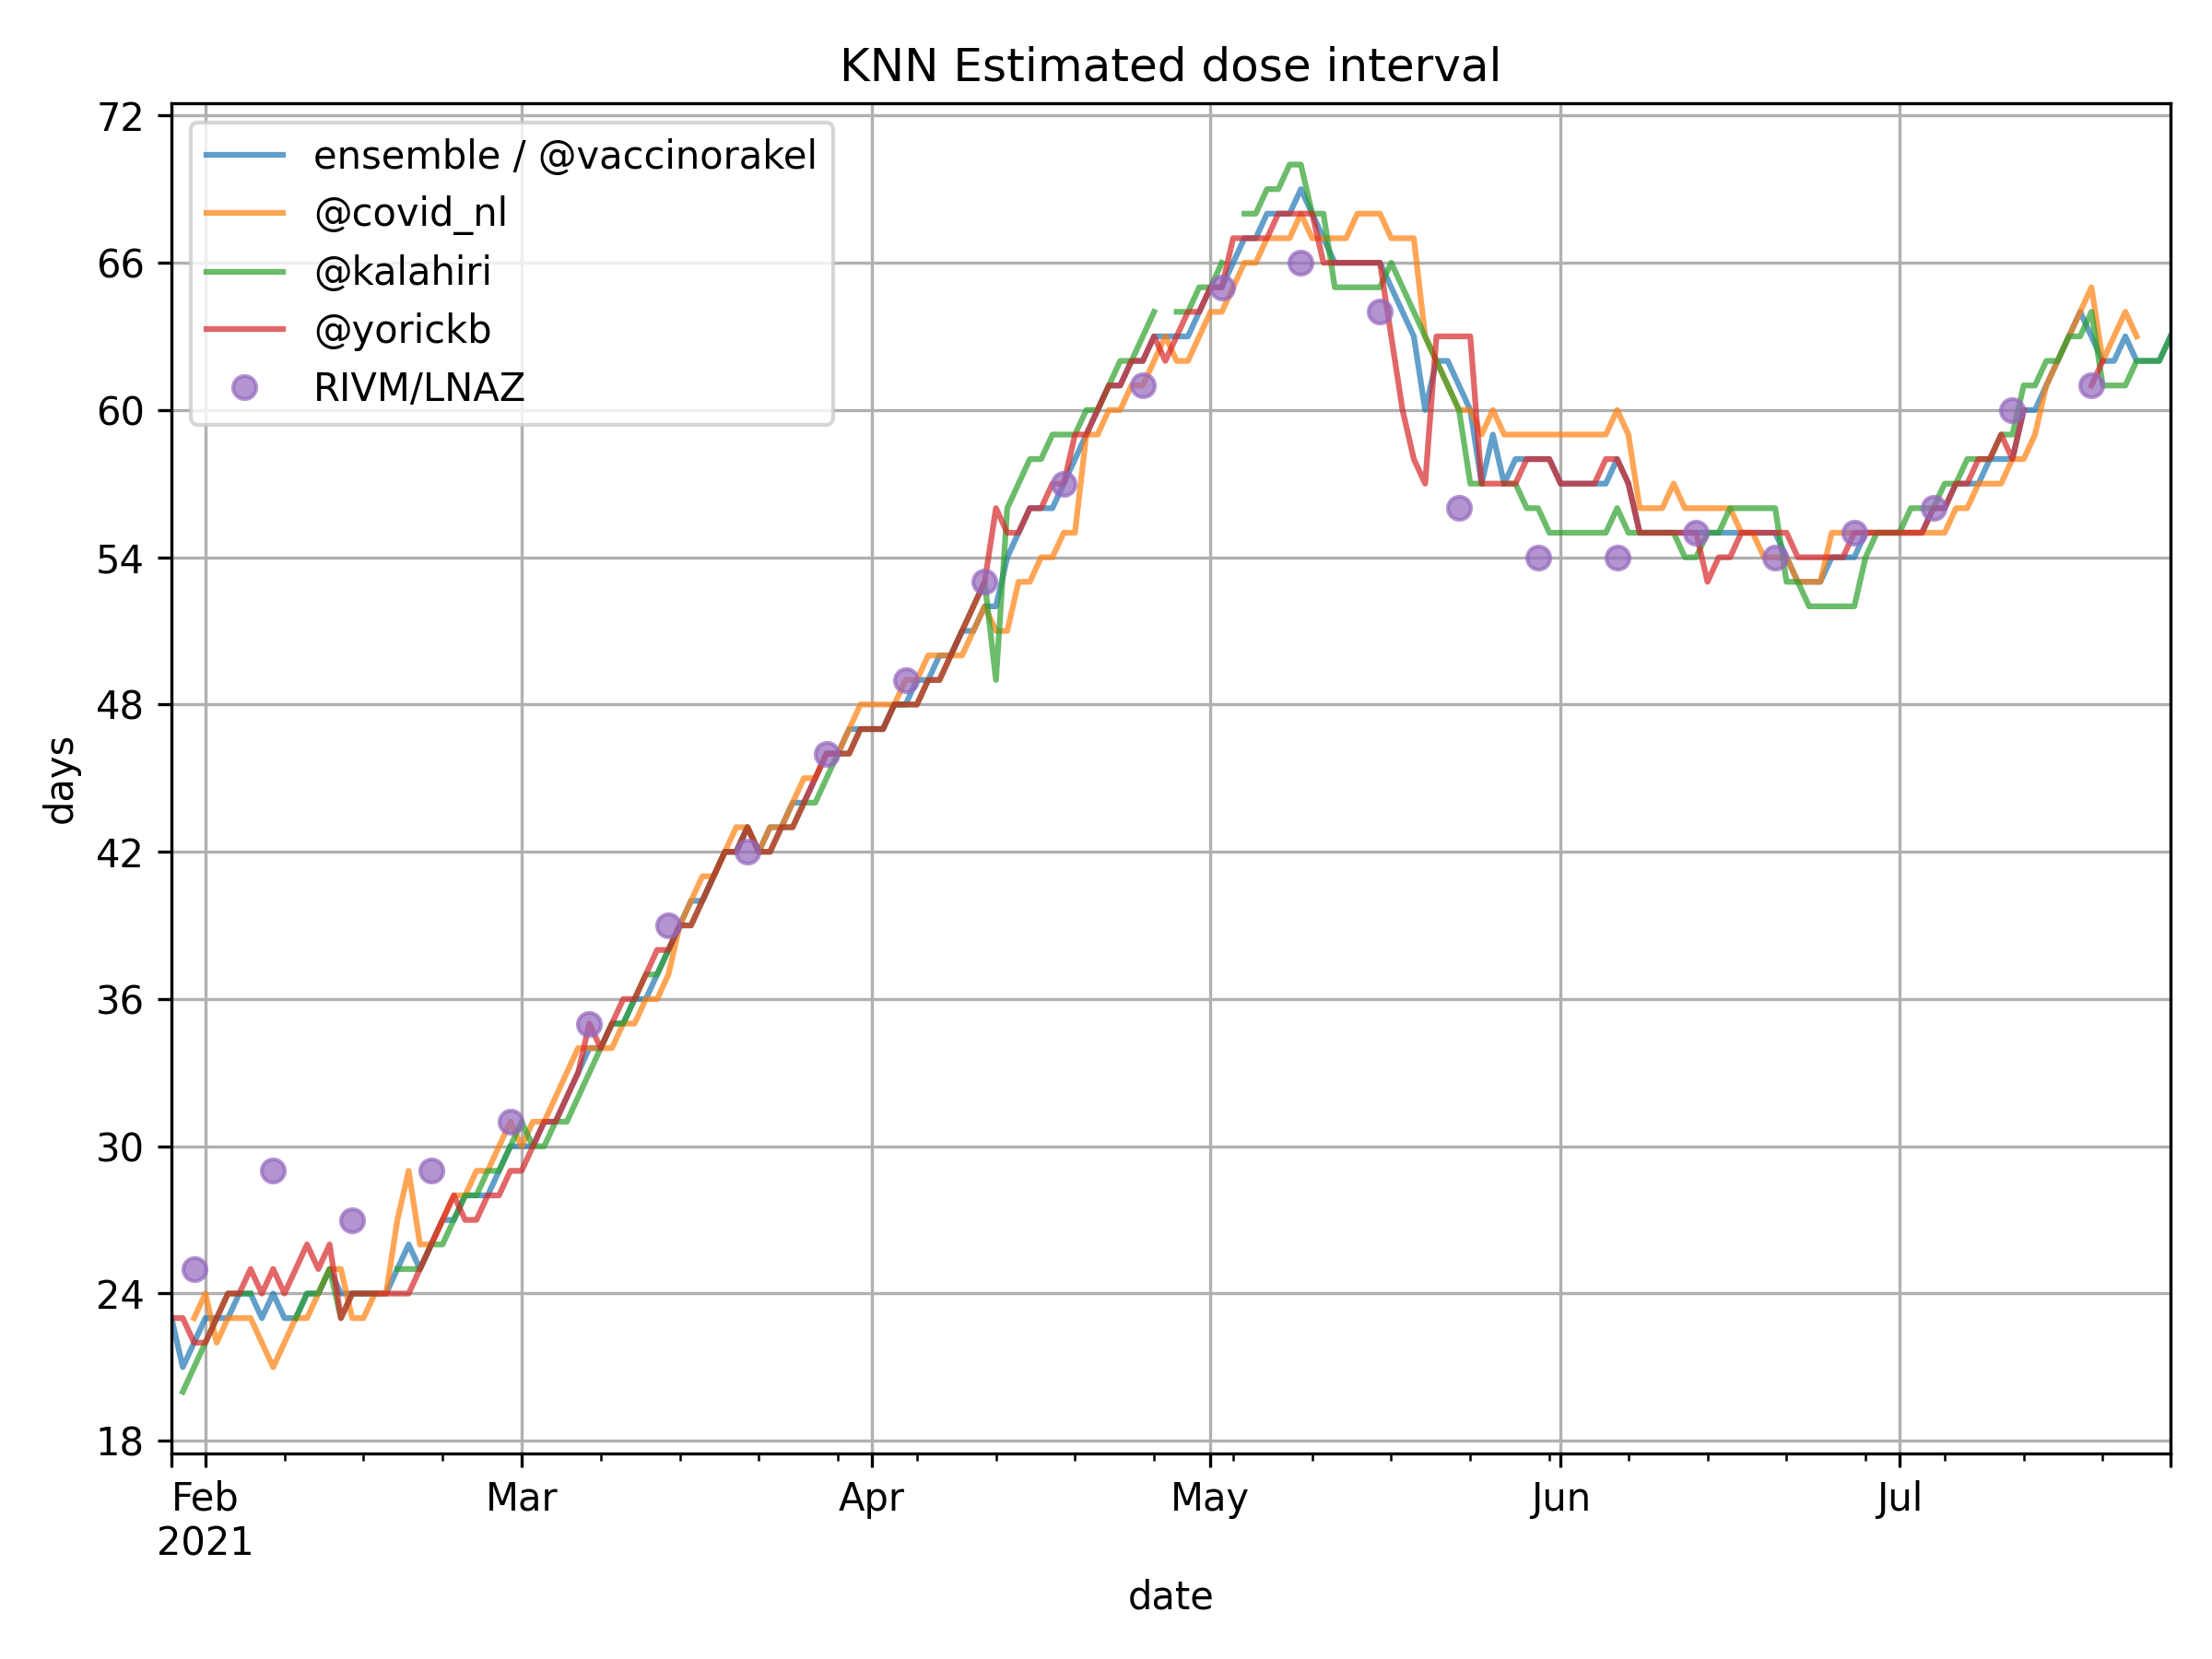 KNN Estimated dose interval
72
66
60
54
48
42
36
30
24
18
days
ensemble / @vaccinorakel
@covid_nl
@kalahiri
@yorickb
RIVM/LNAZ
Feb Mar Apr May Jun Jul
2021
date